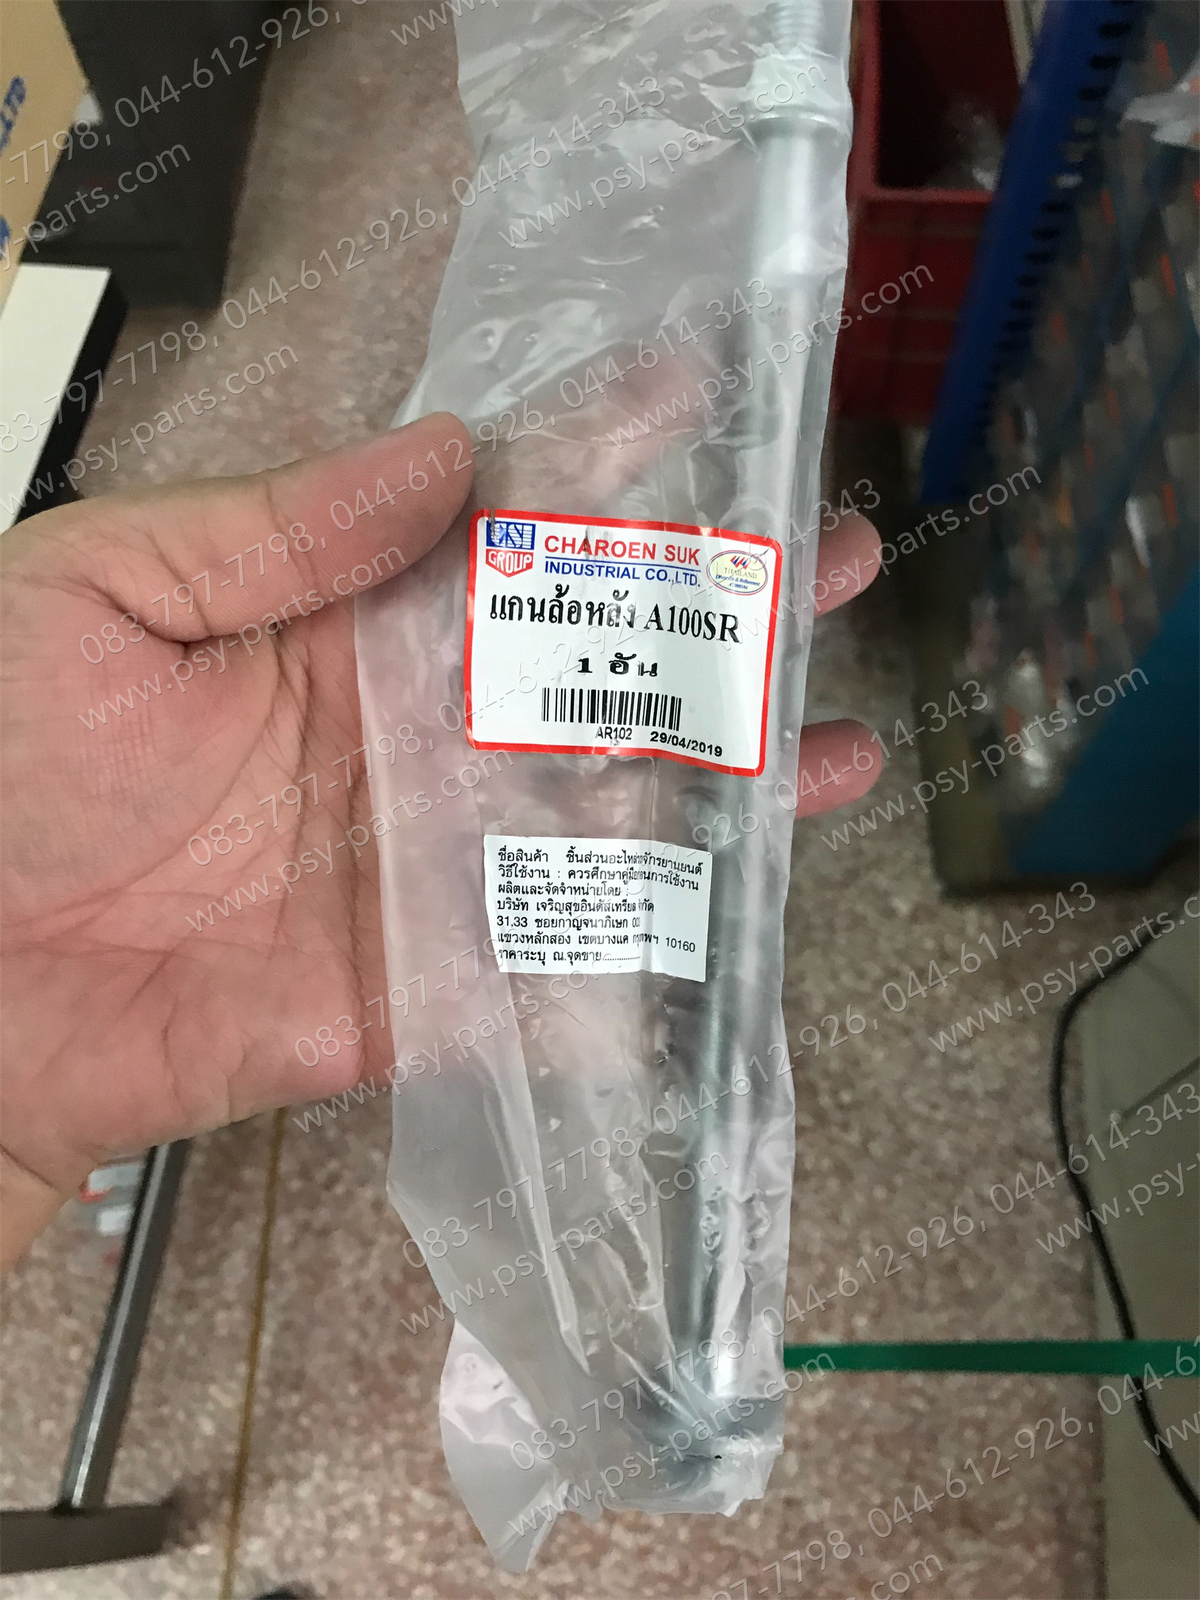 CSI
GROUP
CHAROEN SUK
INDUSTRIAL CO.,LTD.
THAILAND
แกนล้อหลัง A100SR
1 อัน
AR102 29/04/2019
ชื่อสินค้า ชิ้นส่วนอะไหล่รถจักรยานยนต์
วิธีใช้งาน : ควรศึกษาคู่มือก่อนการใช้งาน
ผลิตและจัดจำหน่ายโดย :
บริษัท เจริญสุขอินดัสเทรียล จำกัด
31,33 ซอยกาญจนาภิเษก
แขวงหลักสอง เขตบางแค กรุงเทพฯ 10160
ราคาระบุ ณ.จุดขาย..............
083-797-7798, 044-612-926, 044-614-343
www.psy-parts.com